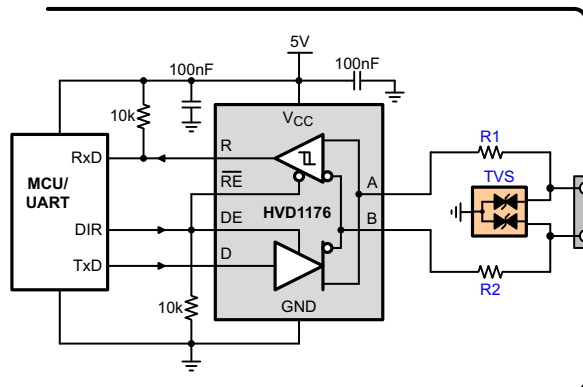 5V
100nF
100nF
10k
VCC
R1
RxD
R
TVS
MCU/
UART
RE
A
DIR
DE
HVD1176
B
TxD
D
R2
10k
GND